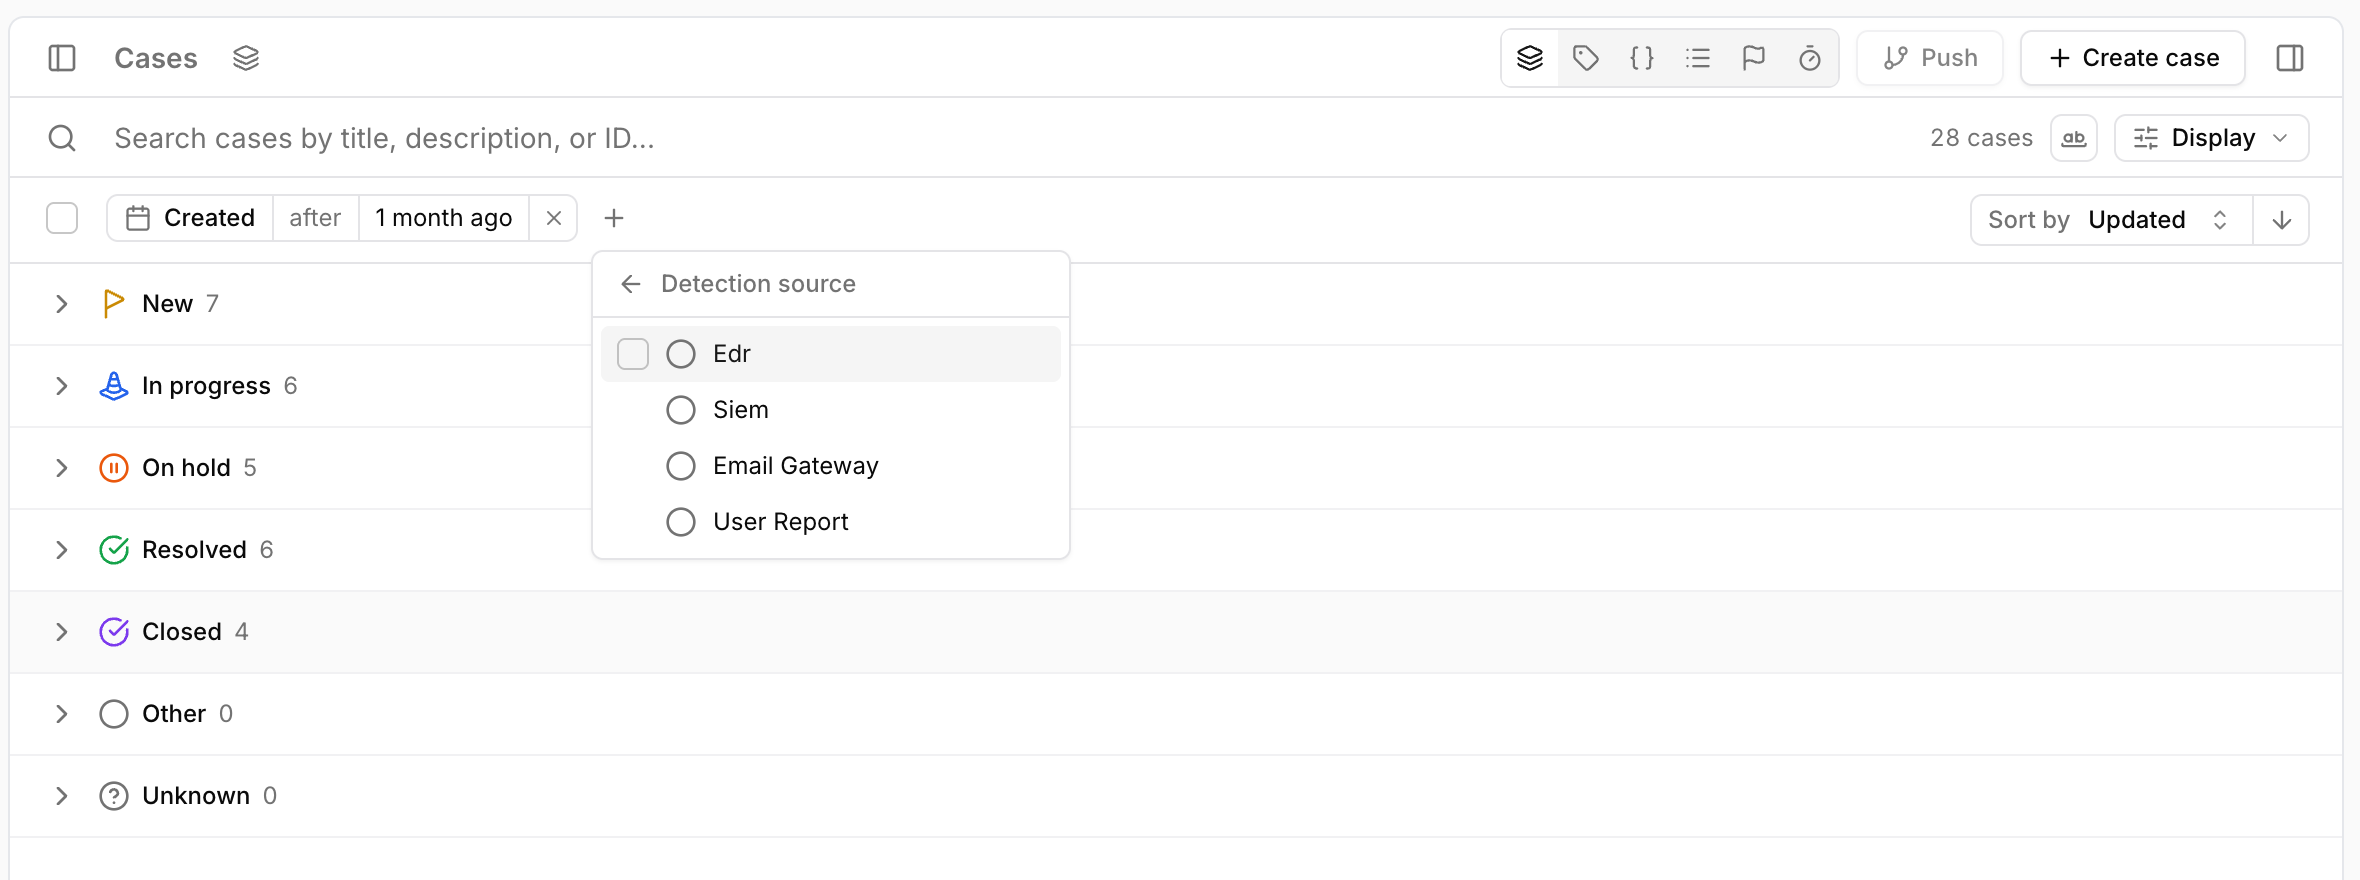 Cases
Push
Create case
Search cases by title, description, or ID...
28 cases
ab
Display
Created after 1 month ago
Sort by Updated
Detection source
Edr
Siem
Email Gateway
User Report
New 7
In progress 6
On hold 5
Resolved 6
Closed 4
Other 0
Unknown 0